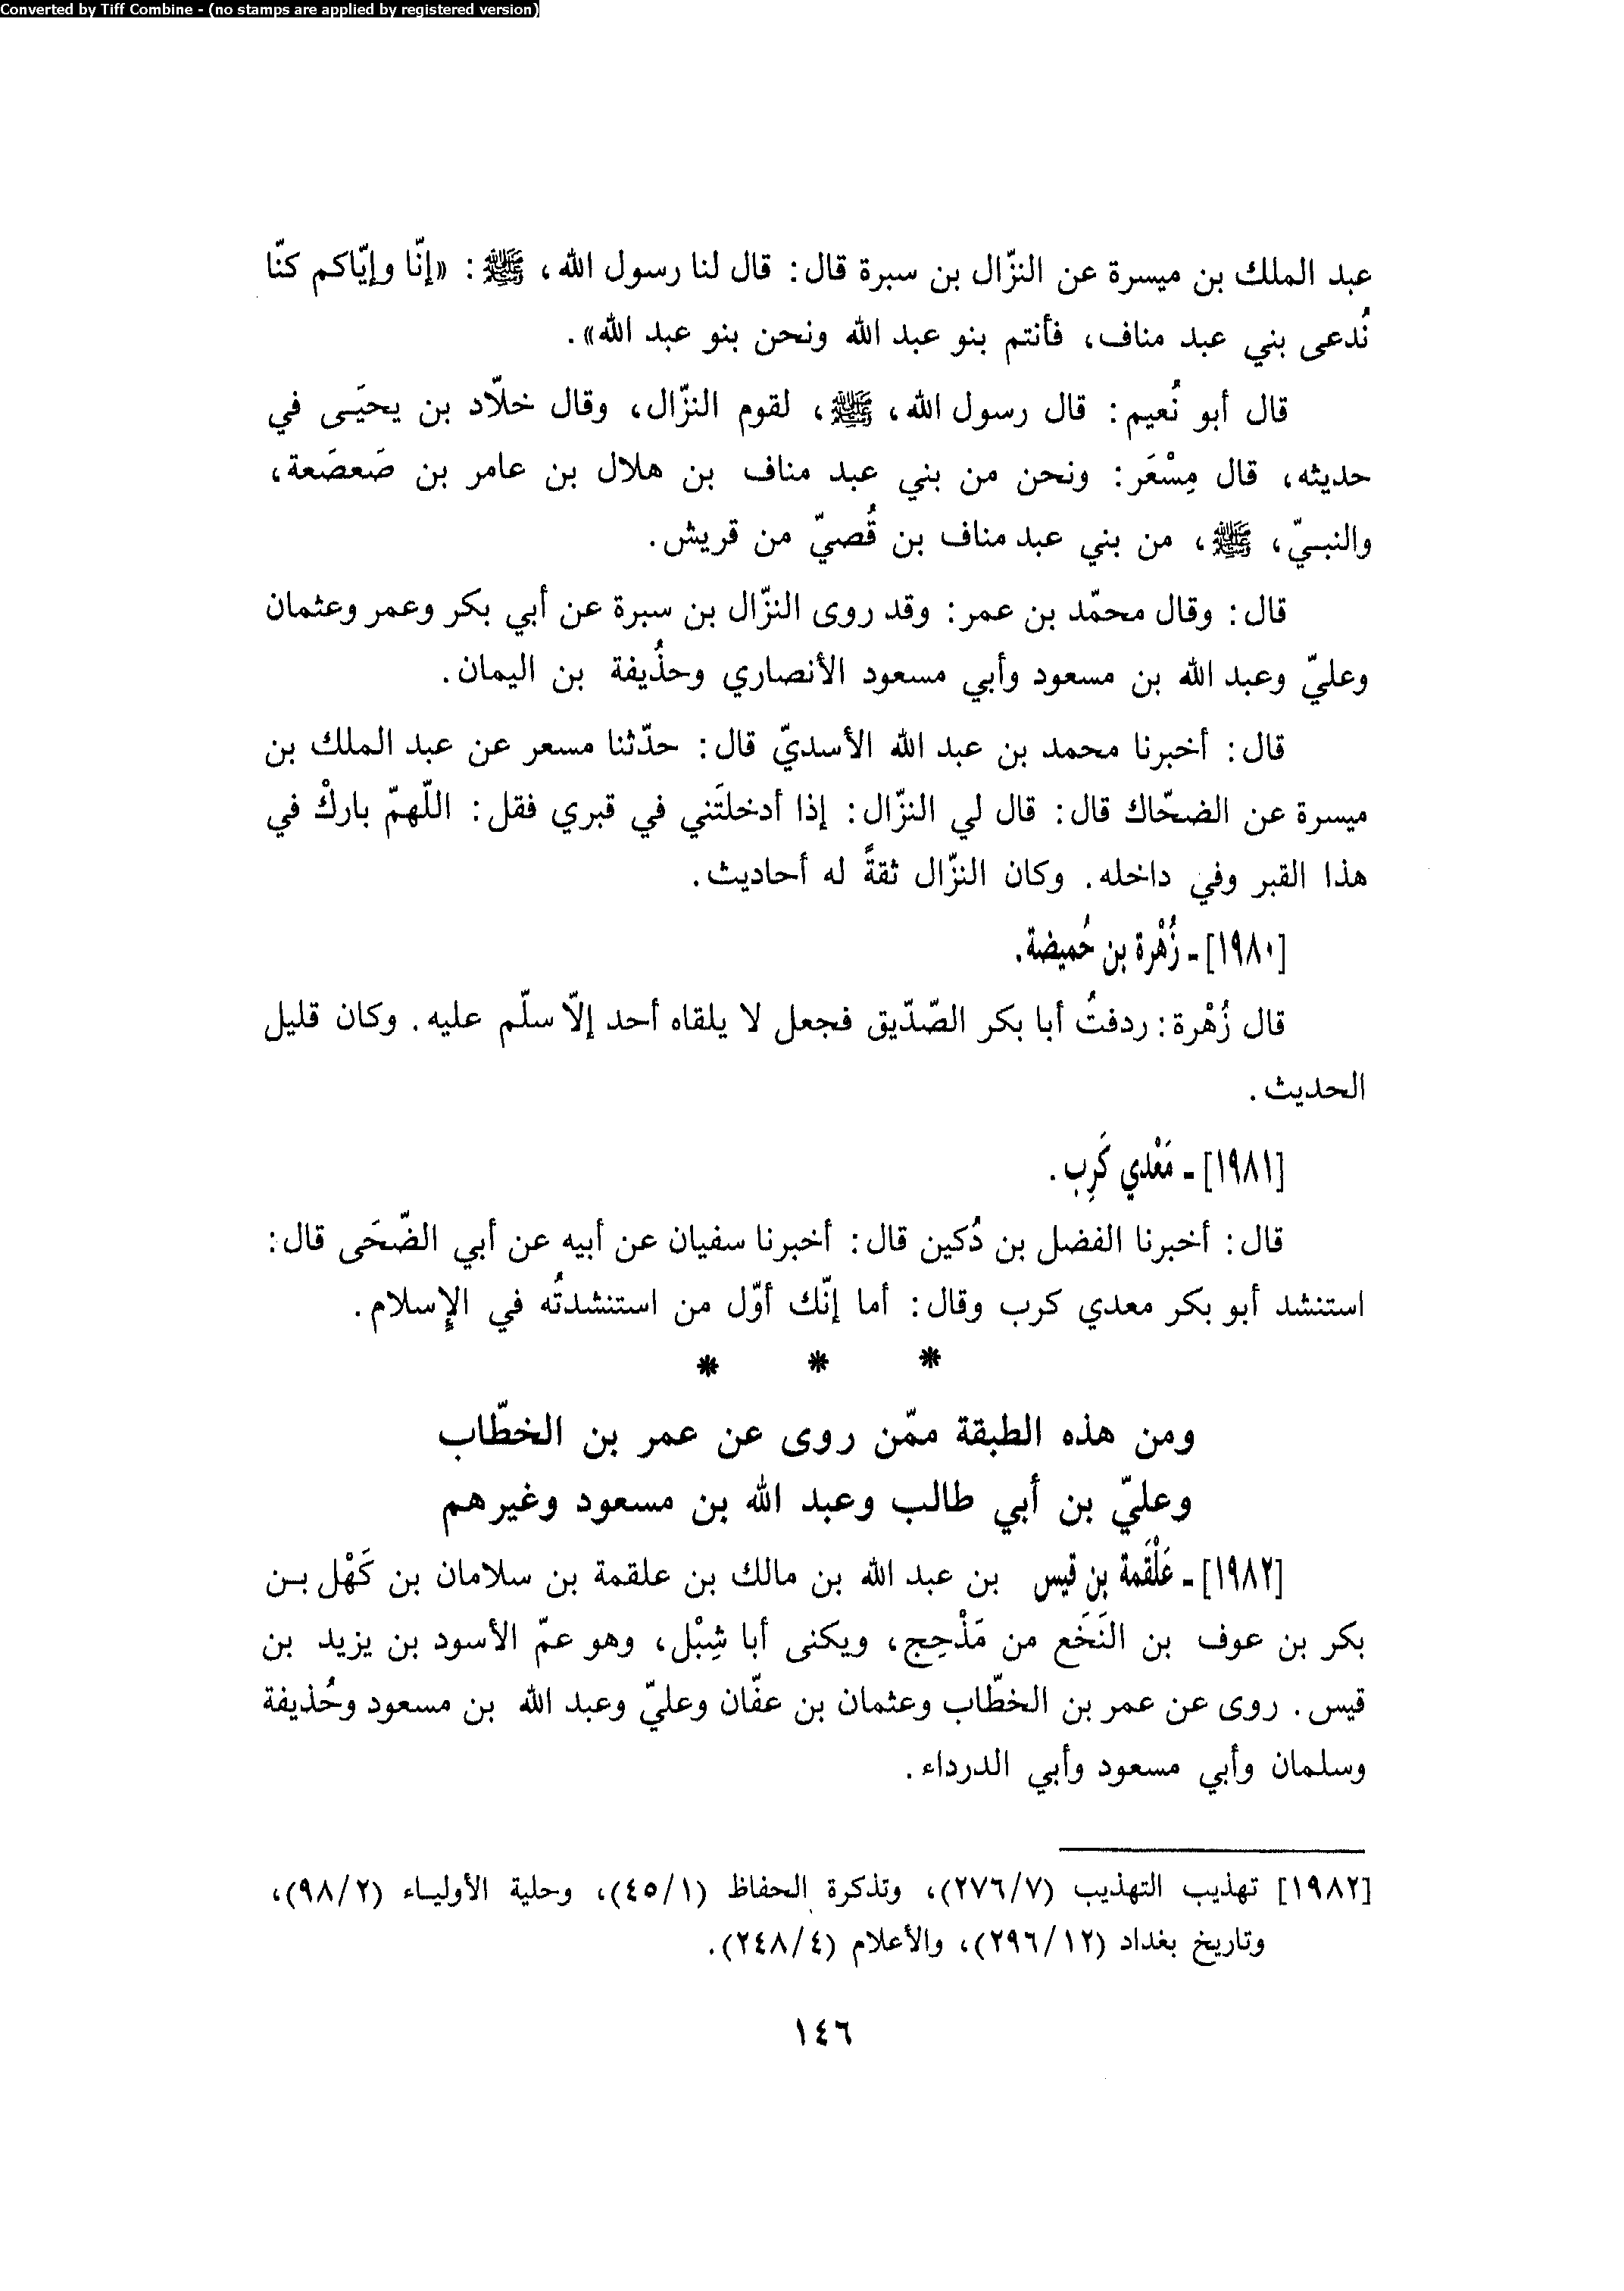 Converted by Tiff Combine - (no stamps are applied by registered version)
عبد الملك بن ميسرة عن النزّال بن سبرة قال: قال لنا رسول الله، ﷺ: «إنّا وإيّاكم كنّا
نُدعى بني عبد مناف، فأنتم بنو عبد الله ونحن بنو عبد الله».
قال أبو نُعيم: قال رسول الله، ﷺ، لقوم النزّال، وقال خلّاد بن يحيَى في
حديثه، قال مِسْعَر: ونحن من بني عبد مناف بن هلال بن عامر بن صَعصَعة،
والنبيّ، ﷺ، من بني عبد مناف بن قُصيّ من قريش.
قال: وقال محمّد بن عمر: وقد روى النزّال بن سبرة عن أبي بكر وعمر وعثمان
وعليّ وعبد الله بن مسعود وأبي مسعود الأنصاري وحذُيفة بن اليمان.
قال: أخبرنا محمد بن عبد الله الأسديّ قال: حدّثنا مسعر عن عبد الملك بن
ميسرة عن الضحّاك قال: قال لي النزّال: إذا أدخلتَني في قبري فقل: اللّهمّ باركْ في
هذا القبر وفي داخله. وكان النزّال ثقةً له أحاديث.
[١٩٨٠] - زُهْرة بن حُميضة.
قال زُهْرة: ردفتُ أبا بكر الصّدّيق فجعل لا يلقاه أحد إلاّ سلّم عليه. وكان قليل
الحديث.
[١٩٨١] - مَعْدي كَرِب.
قال: أخبرنا الفضل بن دُكين قال: أخبرنا سفيان عن أبيه عن أبي الضّحَى قال:
استنشد أبو بكر معدي كرب وقال: أما إنّك أوّل من استنشدتُه في الإسلام.
* * *
ومن هذه الطبقة ممّن روى عن عمر بن الخطّاب
وعليّ بن أبي طالب وعبد الله بن مسعود وغيرهم
[١٩٨٢] - عَلْقَمة بن قيس بن عبد الله بن مالك بن علقمة بن سلامان بن كَهْل بن
بكر بن عوف بن النَخَع من مَذْحِج، ويكنى أبا شِبْل، وهو عمّ الأسود بن يزيد بن
قيس. روى عن عمر بن الخطّاب وعثمان بن عفّان وعليّ وعبد الله بن مسعود وحُذيفة
وسلمان وأبي مسعود وأبي الدرداء.
[١٩٨٢] تهذيب التهذيب (٢٧٦/٧)، وتذكرة الحفاظ (٤٥/١)، وحلية الأولياء (٩٨/٢)،
وتاريخ بغداد (٢٩٦/١٢)، والأعلام (٢٤٨/٤).
١٤٦